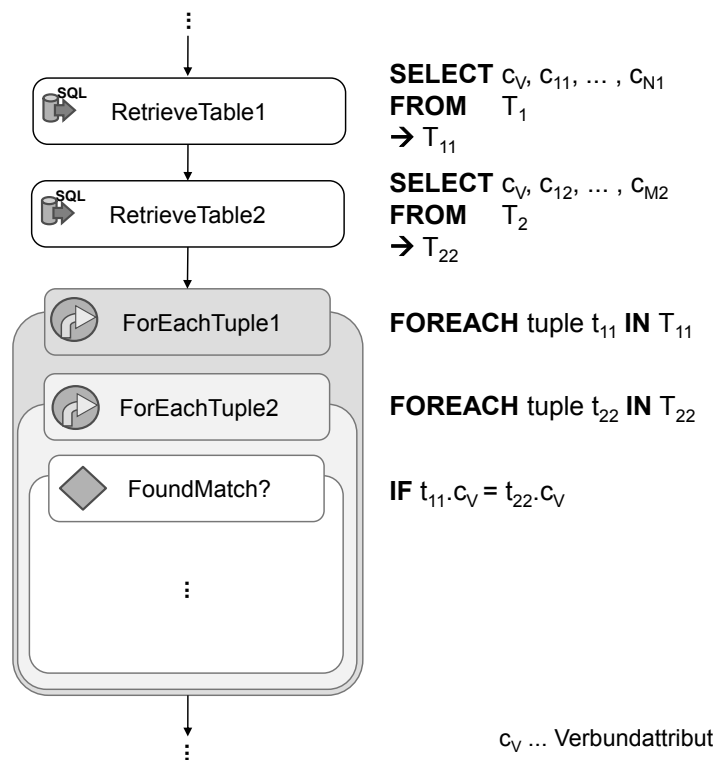 ⋮
SQL
RetrieveTable1
SELECT c_V, c_11, ... , c_N1
FROM T_1
→ T_11
SQL
RetrieveTable2
SELECT c_V, c_12, ... , c_M2
FROM T_2
→ T_22
ForEachTuple1
FOREACH tuple t_11 IN T_11
ForEachTuple2
FOREACH tuple t_22 IN T_22
FoundMatch?
IF t_11.c_V = t_22.c_V
⋮
⋮
c_V ... Verbundattribut